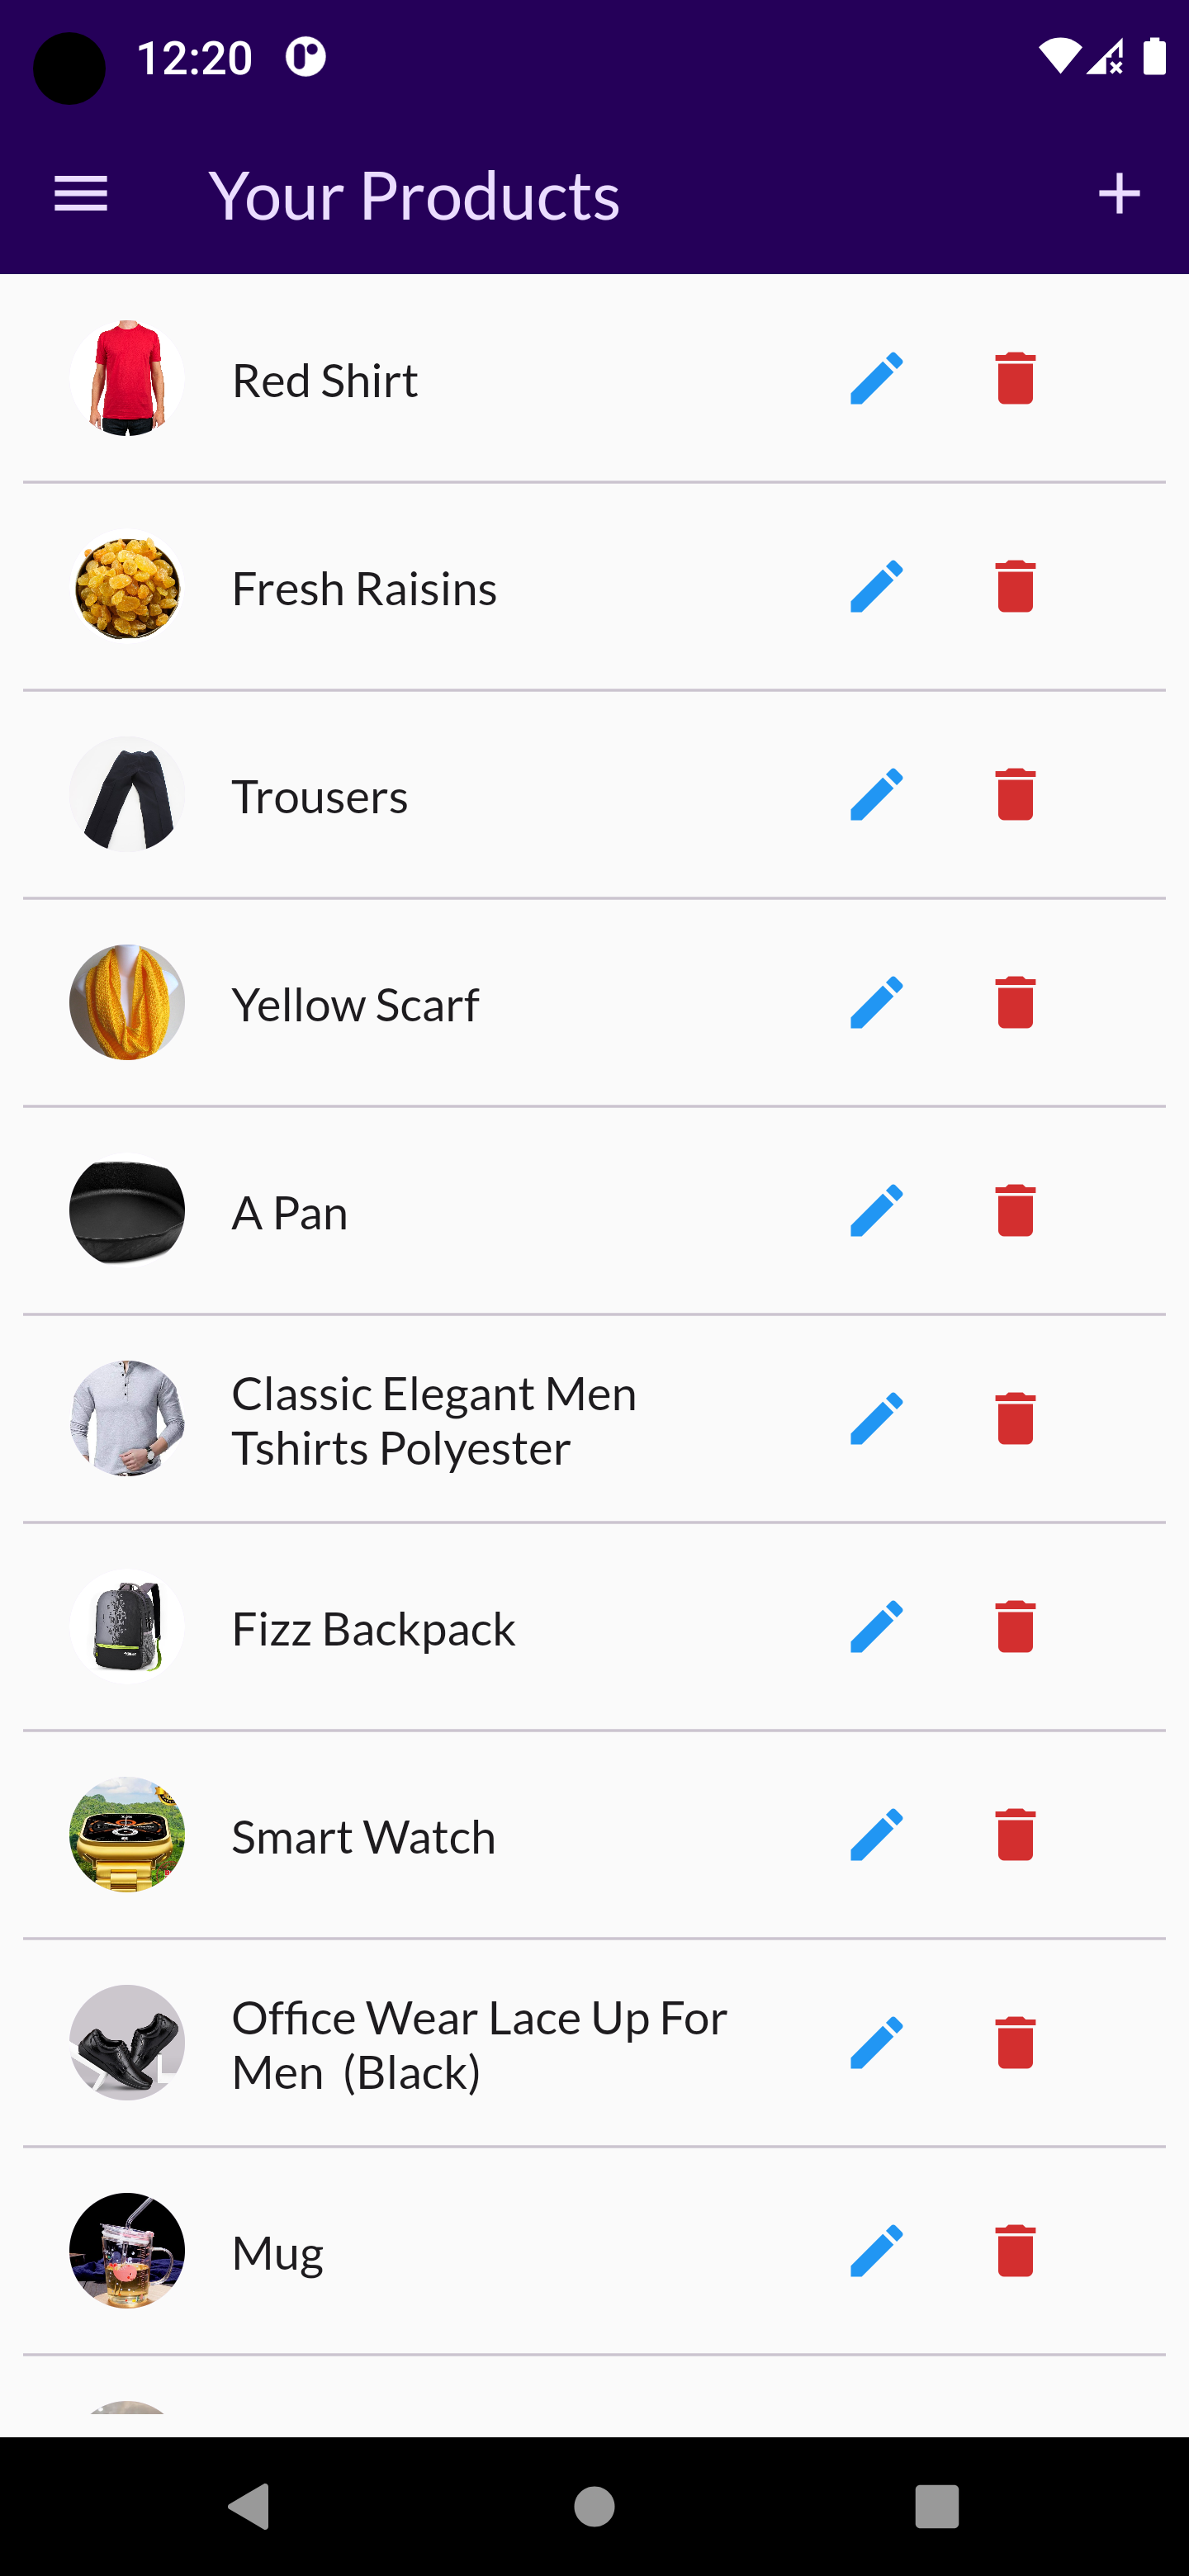 12:20
Your Products
Red Shirt
Fresh Raisins
Trousers
Yellow Scarf
A Pan
Classic Elegant Men
Tshirts Polyester
Fizz Backpack
Smart Watch
Office Wear Lace Up For
Men  (Black)
Mug